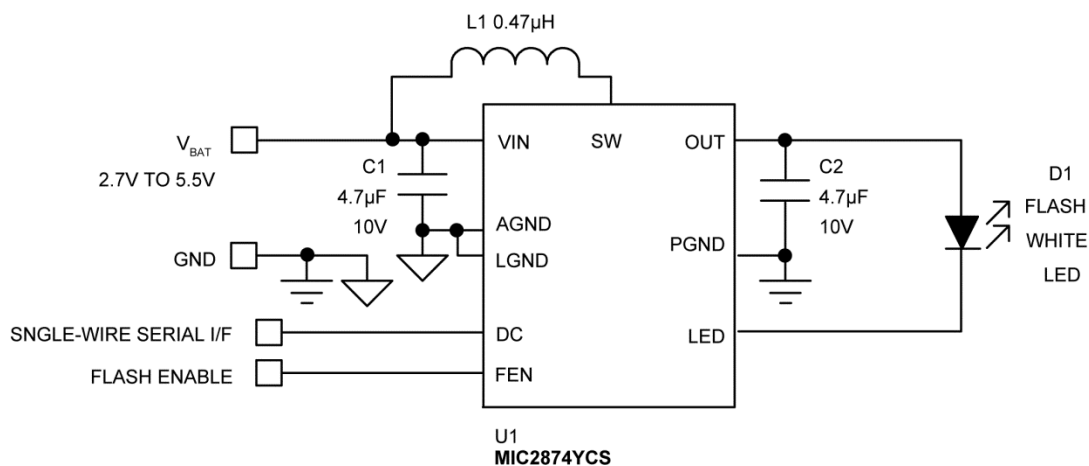 L1 0.47µH
V_BAT
2.7V TO 5.5V
VIN
SW
OUT
C1
4.7µF
10V
C2
4.7µF
10V
D1
FLASH
WHITE
LED
AGND
LGND
PGND
GND
SNGLE-WIRE SERIAL I/F
DC
LED
FLASH ENABLE
FEN
U1
MIC2874YCS